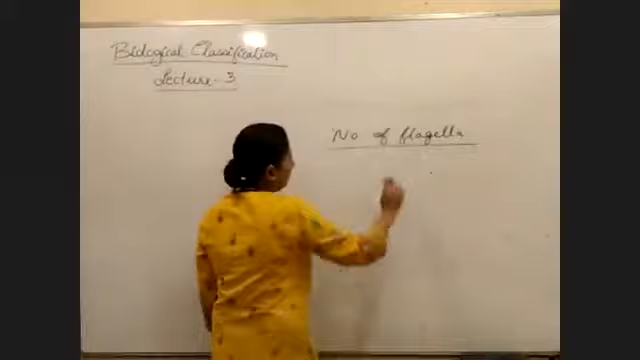 Biological Classification
Lecture - 3
No of flagella